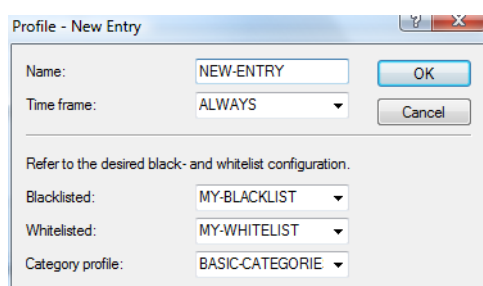 Profile - New Entry
Name: NEW-ENTRY OK
Time frame: ALWAYS Cancel
Refer to the desired black- and whitelist configuration.
Blacklisted: MY-BLACKLIST
Whitelisted: MY-WHITELIST
Category profile: BASIC-CATEGORIE